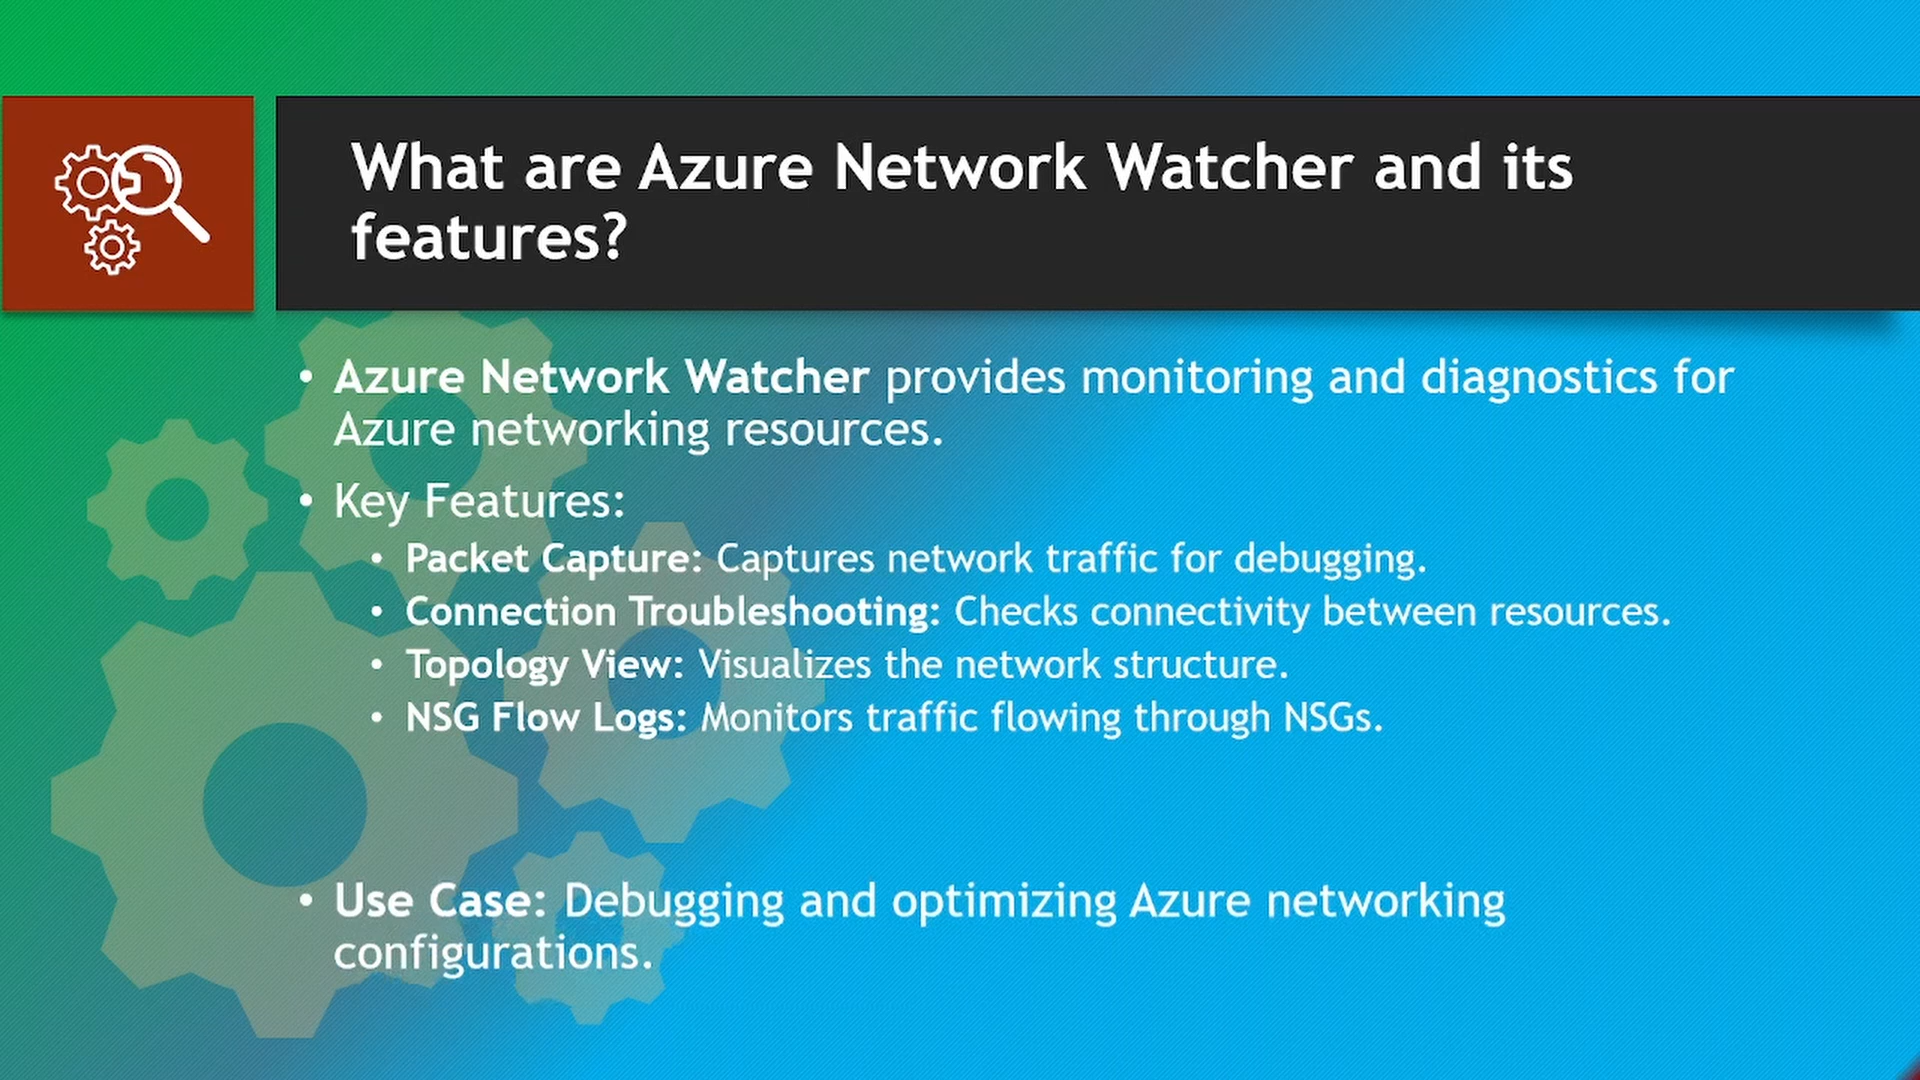 What are Azure Network Watcher and its
features?
• Azure Network Watcher provides monitoring and diagnostics for
Azure networking resources.
• Key Features:
• Packet Capture: Captures network traffic for debugging.
• Connection Troubleshooting: Checks connectivity between resources.
• Topology View: Visualizes the network structure.
• NSG Flow Logs: Monitors traffic flowing through NSGs.
• Use Case: Debugging and optimizing Azure networking
configurations.